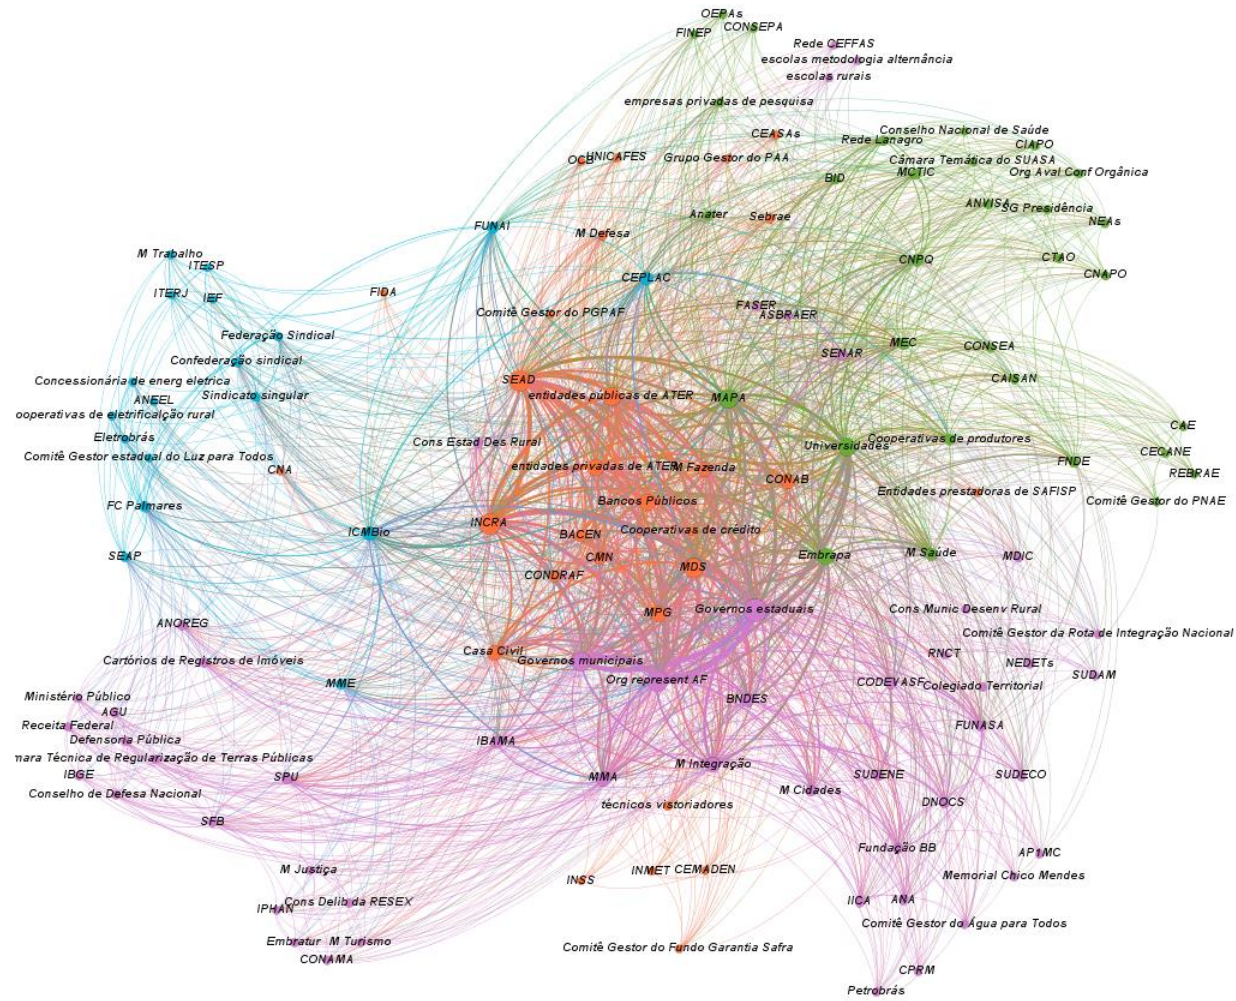 OEPAs
CONSEPA
FINEP
Rede CEFFAS
escolas metodologia alternância
escolas rurais
empresas privadas de pesquisa
CEASAs
Rede Lanagro
Conselho Nacional de Saúde
CIAPO
OCB
UNICAFES
Grupo Gestor do PAA
Câmara Temática do SUASA
MCTIC
Org Aval Conf Orgânica
BID
ANVISA
SG Presidência
NEAs
Anater
Sebrae
FUNAI
M Defesa
M Trabalho
ITESP
CNPQ
CTAO
CNAPO
CEPLAC
ITERJ
IEF
FIDA
Comitê Gestor do PGPAF
FASER
ASBRAER
Federação Sindical
MEC
CONSEA
SENAR
Confederação sindical
CAISAN
Concessionária de energ eletrica
SEAD
ANEEL
Sindicato singular
entidades públicas de ATER
MAPA
ooperativas de eletrificalção rural
CAE
Eletrobrás
Cons Estad Des Rural
Universidades
Cooperativas de produtores
CECANE
Comitê Gestor estadual do Luz para Todos
CNA
entidades privadas de ATER
M Fazenda
FNDE
REBRAE
CONAB
Entidades prestadoras de SAFISP
Comitê Gestor do PNAE
FC Palmares
Bancos Públicos
ICMBio
INCRA
BACEN
Cooperativas de crédito
SEAP
CMN
Embrapa
M Saúde
MDIC
CONDRAF
MDS
MPG
Governos estaduais
Cons Munic Desenv Rural
ANOREG
Comitê Gestor da Rota de Integração Nacional
Casa Civil
Governos municipais
RNCT
NEDETs
Cartórios de Registros de Imóveis
Org represent AF
SUDAM
MME
CODEVASF
Colegiado Territorial
Ministério Público
BNDES
AGU
Receita Federal
FUNASA
Defensoria Pública
IBAMA
mara Técnica de Regularização de Terras Públicas
M Integração
IBGE
SPU
MMA
SUDENE
SUDECO
Conselho de Defesa Nacional
M Cidades
técnicos vistoriadores
DNOCS
SFB
Fundação BB
AP1MC
M Justiça
INSS
INMET
CEMADEN
Memorial Chico Mendes
IPHAN
Cons Delib da RESEX
IICA
ANA
Comitê Gestor do Água para Todos
Embratur
M Turismo
Comitê Gestor do Fundo Garantia Safra
CONAMA
CPRM
Petrobrás